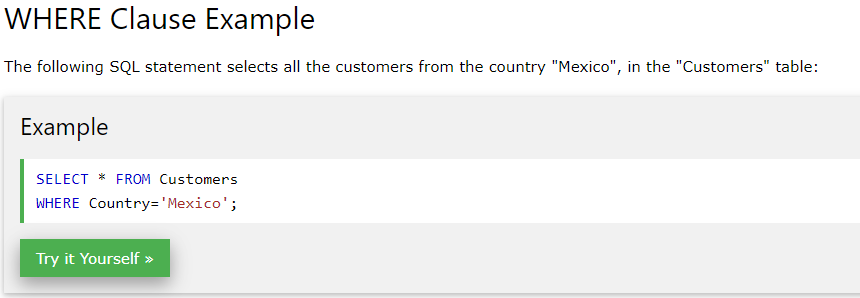 WHERE Clause Example
The following SQL statement selects all the customers from the country "Mexico", in the "Customers" table:
Example
SELECT * FROM Customers
WHERE Country='Mexico';
Try it Yourself »